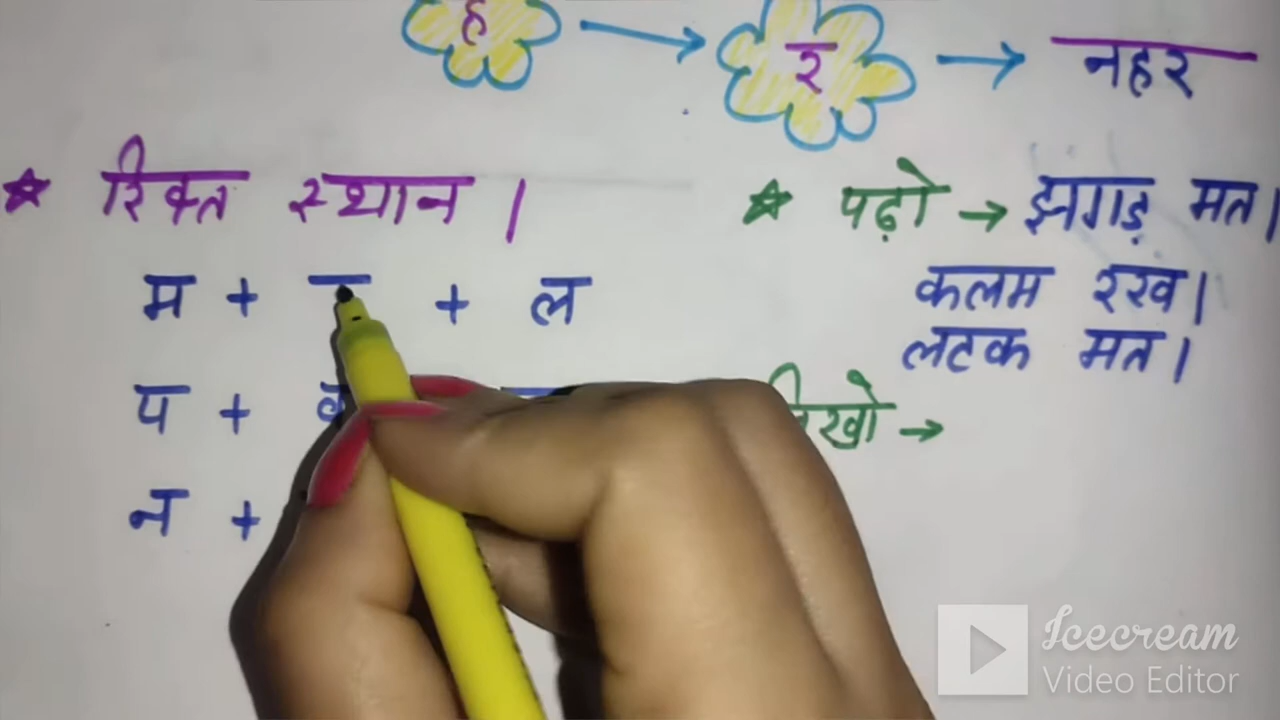 ह → र → नहर
★ रिक्त स्थान ।
म + _ + ल
प +
न +
★ पढ़ो → झगड़ मत।
कलम रख।
लटक मत।
लिखो →
Icecream
Video Editor